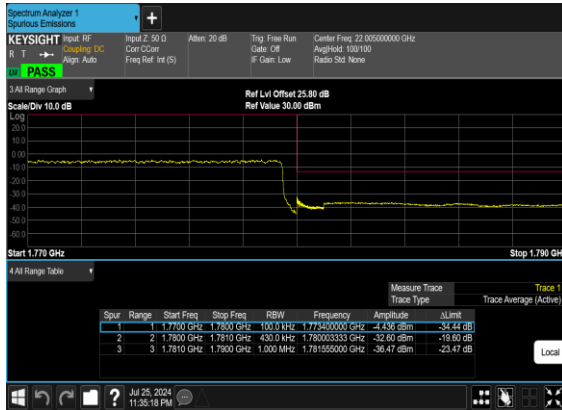 Spectrum Analyzer 1
Spurious Emissions
+
KEYSIGHT Input: RF Input Z: 50 Ω Atten: 20 dB Trig: Free Run Center Freq: 22.005000000 GHz
R T Coupling: DC Corr CCorr Gate: Off Avg|Hold: 100/100
Align: Auto Freq Ref: Int (S) IF Gain: Low Radio Std: None
PASS
3 All Range Graph
Ref Lvl Offset 25.80 dB
Scale/Div 10.0 dB Ref Value 30.00 dBm
Log
20.0
10.0
0.00
-10.0
-20.0
-30.0
-40.0
-50.0
-60.0
Start 1.770 GHz Stop 1.790 GH
4 All Range Table
Measure Trace Trace 1
Trace Type Trace Average (Active)
Spur Range Start Freq Stop Freq RBW Frequency Amplitude ΔLimit
1 1 1.7700 GHz 1.7800 GHz 100.0 kHz 1.773400000 GHz -4.436 dBm -34.44 dB
2 2 1.7800 GHz 1.7810 GHz 430.0 kHz 1.780003333 GHz -32.60 dBm -19.60 dB
3 3 1.7810 GHz 1.7900 GHz 1.000 MHz 1.781555000 GHz -36.47 dBm -23.47 dB
Local
? Jul 25, 2024
11:35:18 PM